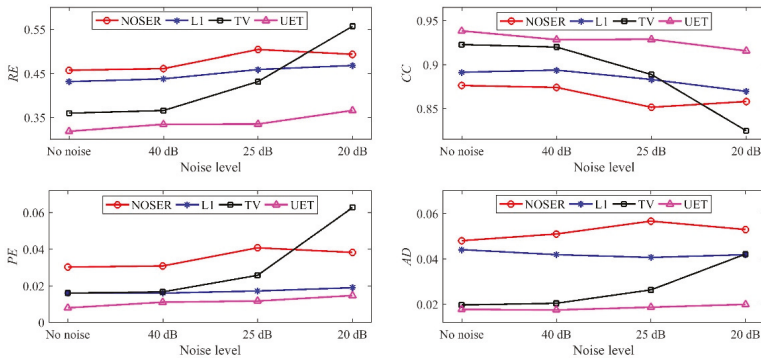 NOSER L1 TV UET
0.55
0.45
0.35
RE
No noise 40 dB 25 dB 20 dB
Noise level
NOSER L1 TV UET
0.95
0.9
0.85
CC
No noise 40 dB 25 dB 20 dB
Noise level
NOSER L1 TV UET
0.06
0.04
0.02
0
PE
No noise 40 dB 25 dB 20 dB
Noise level
NOSER L1 TV UET
0.06
0.04
0.02
AD
No noise 40 dB 25 dB 20 dB
Noise level